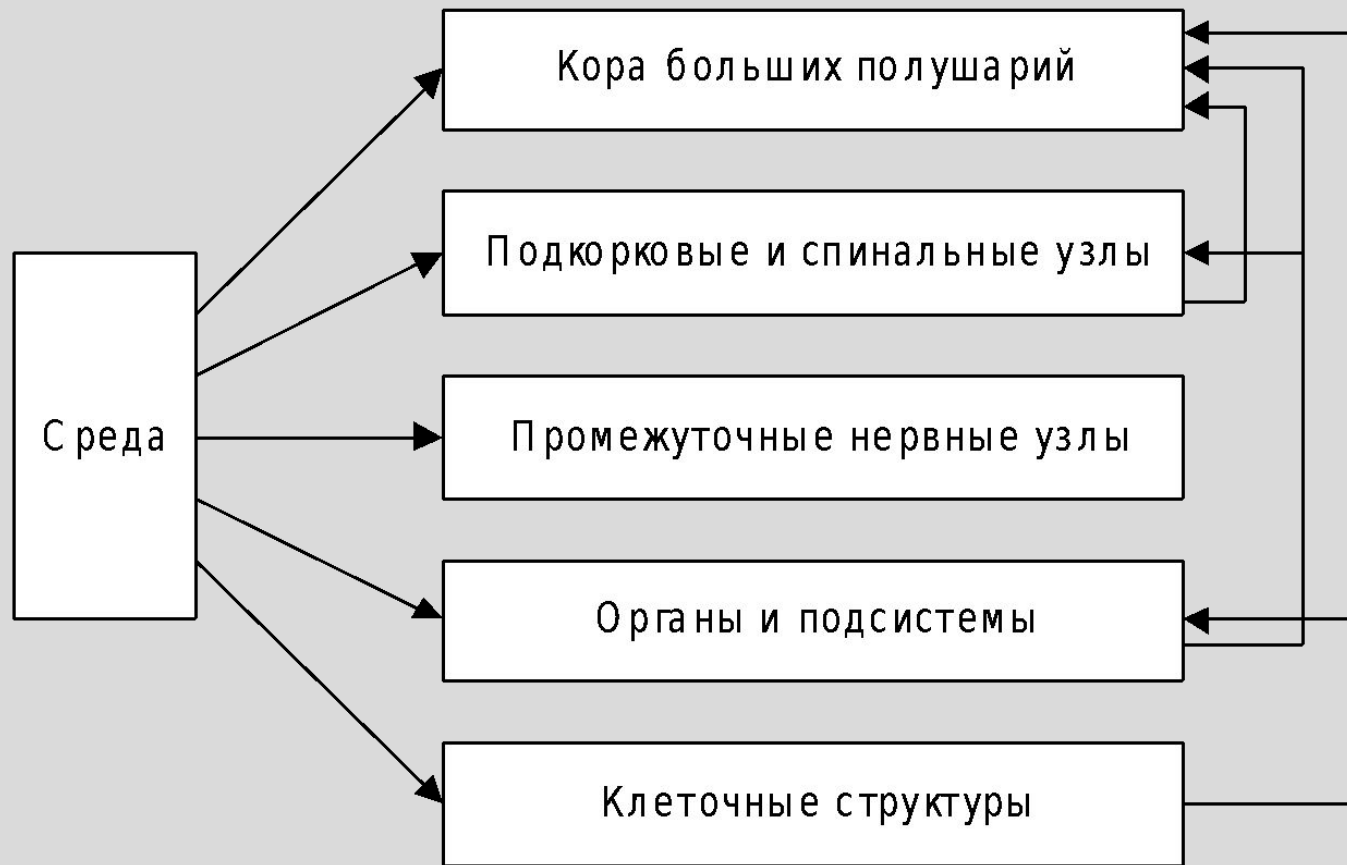 Кора больших полушарий
Подкорковые и спинальные узлы
Среда
Промежуточные нервные узлы
Органы и подсистемы
Клеточные структуры